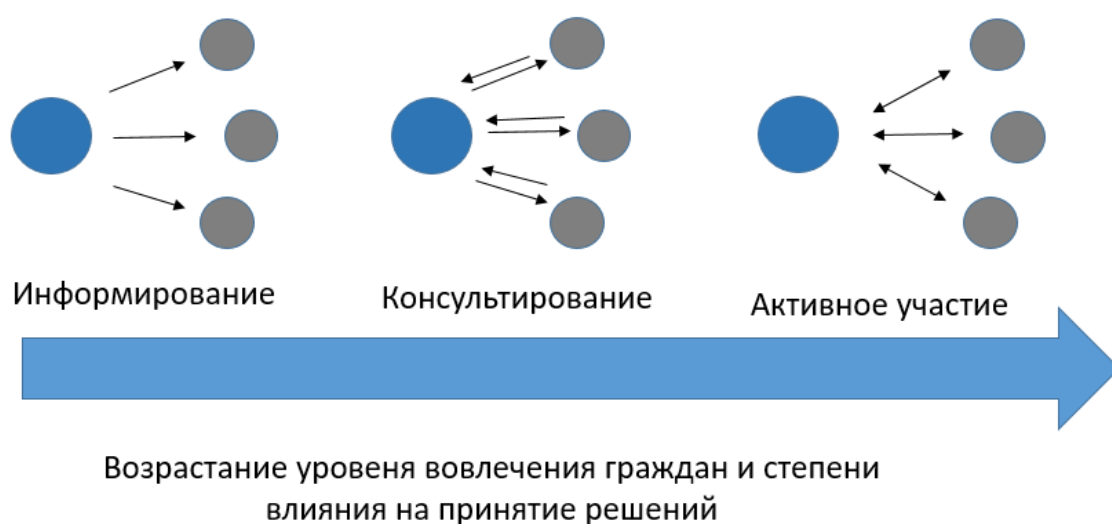 Информирование
Консультирование
Активное участие
Возрастание уровеня вовлечения граждан и степени
влияния на принятие решений